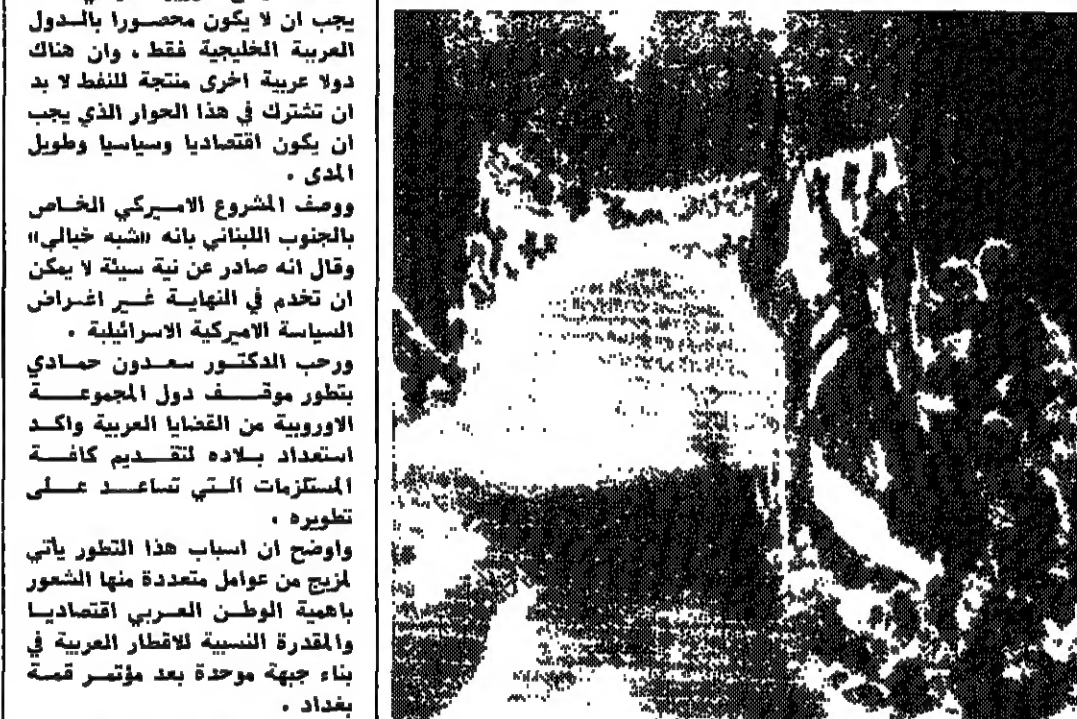 يجب ان لا يكون محصورا بالدول
العربية الخليجية فقط ، وان هناك
دولا عربية اخرى منتجة للنفط لا بد
ان تشترك في هذا الحوار الذي يجب
ان يكون اقتصاديا وسياسيا وطويل
المدى .
ووصف المشروع الاميركي الخاص
بالجنوب اللبناني بانه «شبه خيالي»
وقال انه صادر عن نية سيئة لا يمكن
ان تخدم في النهاية غير اغراض
السياسة الاميركية الاسرائيلية .
ورحب الدكتور سعدون حمادي
بتطور موقف دول المجموعة
الاوروبية من القضايا العربية واكد
استعداد بلاده لتقديم كافة
المستلزمات التي تساعد على
تطويره .
واوضح ان اسباب هذا التطور يأتي
لمزيج من عوامل متعددة منها الشعور
باهمية الوطن العربي اقتصاديا
والمقدرة النسبية للاقطار العربية في
بناء جبهة موحدة بعد مؤتمر قمة
بغداد .